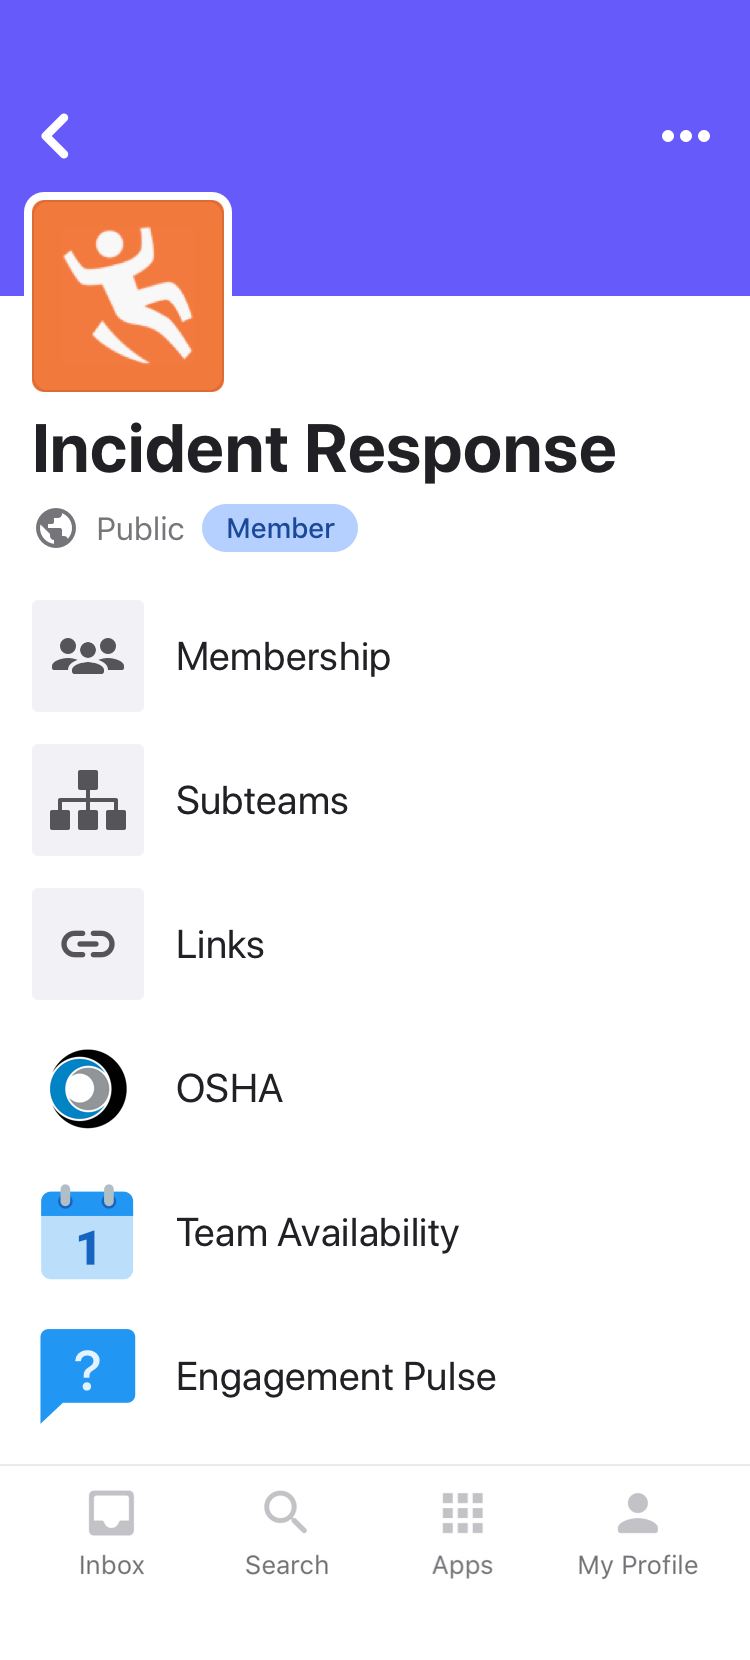 Incident Response
Public Member
Membership
Subteams
Links
OSHA
1
Team Availability
?
Engagement Pulse
Inbox Search Apps My Profile